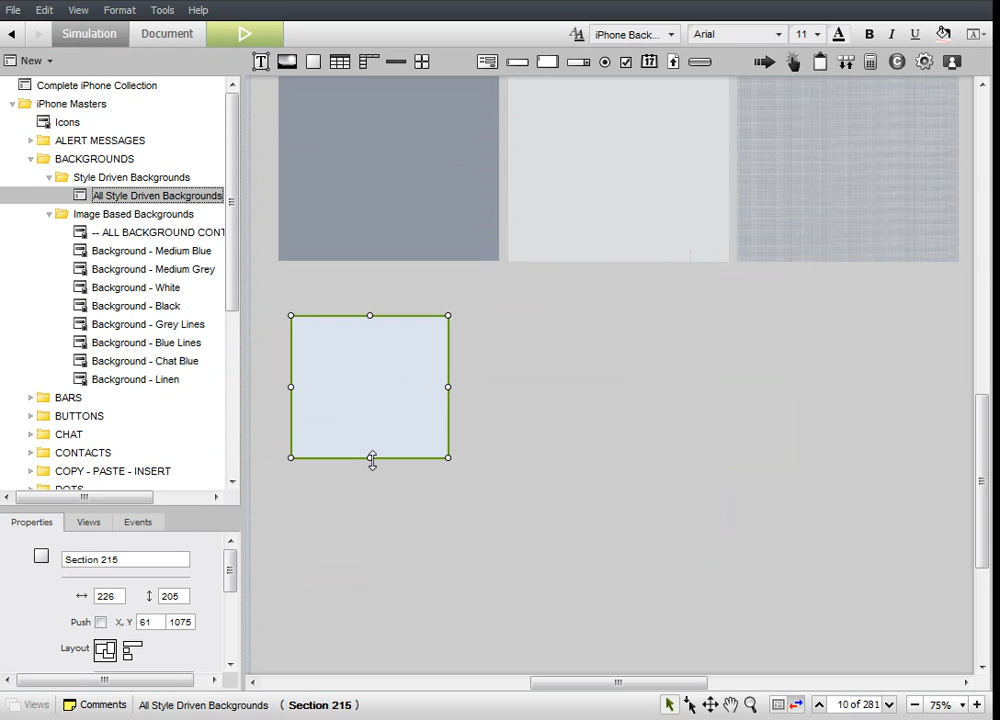 File Edit View Format Tools Help
Simulation Document iPhone Back... Arial 11 A B I U A
New T 17 C
Complete iPhone Collection
iPhone Masters
Icons
ALERT MESSAGES
BACKGROUNDS
Style Driven Backgrounds
All Style Driven Backgrounds
Image Based Backgrounds
-- ALL BACKGROUND CONT
Background - Medium Blue
Background - Medium Grey
Background - White
Background - Black
Background - Grey Lines
Background - Blue Lines
Background - Chat Blue
Background - Linen
BARS
BUTTONS
CHAT
CONTACTS
COPY - PASTE - INSERT
DOTS
Properties Views Events
Section 215
226 205
Push X, Y 61 1075
Layout
Views Comments All Style Driven Backgrounds ( Section 215 ) 10 of 281 75%